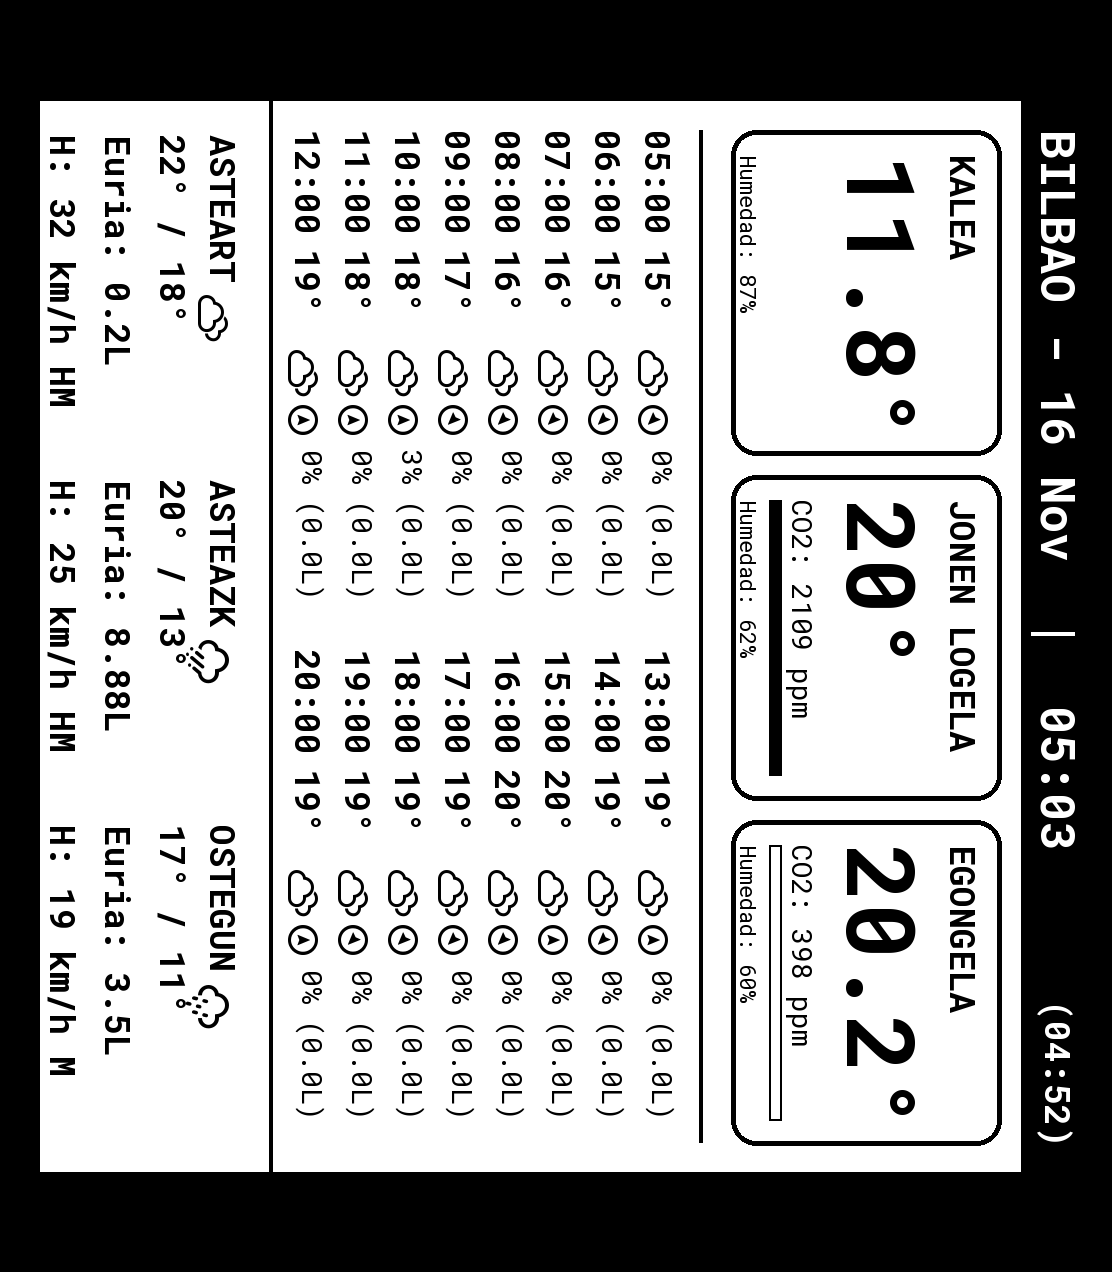 BILBAO - 16 Nov | 05:03 (04:52)
KALEA
11.8°
Humedad: 87%
JONEN LOGELA
20°
CO2: 2109 ppm
Humedad: 62%
EGONGELA
20.2°
CO2: 398 ppm
Humedad: 60%
05:00 15° 0% (0.0L)
06:00 15° 0% (0.0L)
07:00 16° 0% (0.0L)
08:00 16° 0% (0.0L)
09:00 17° 0% (0.0L)
10:00 18° 3% (0.0L)
11:00 18° 0% (0.0L)
12:00 19° 0% (0.0L)
13:00 19° 0% (0.0L)
14:00 19° 0% (0.0L)
15:00 20° 0% (0.0L)
16:00 20° 0% (0.0L)
17:00 19° 0% (0.0L)
18:00 19° 0% (0.0L)
19:00 19° 0% (0.0L)
20:00 19° 0% (0.0L)
ASTEART
22° / 18°
Euria: 0.2L
H: 32 km/h HM
ASTEAZK
20° / 13°
Euria: 8.88L
H: 25 km/h HM
OSTEGUN
17° / 11°
Euria: 3.5L
H: 19 km/h M